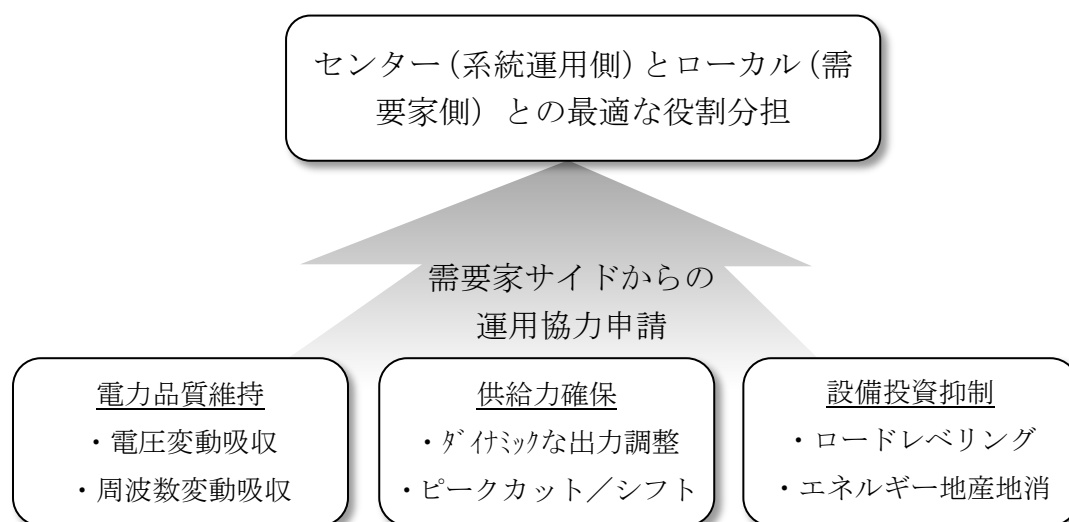 センター(系統運用側)とローカル(需
要家側)との最適な役割分担
需要家サイドからの
運用協力申請
電力品質維持
・電圧変動吸収
・周波数変動吸収
供給力確保
・ﾀﾞｲﾅﾐｯｸな出力調整
・ピークカット／シフト
設備投資抑制
・ロードレベリング
・エネルギー地産地消